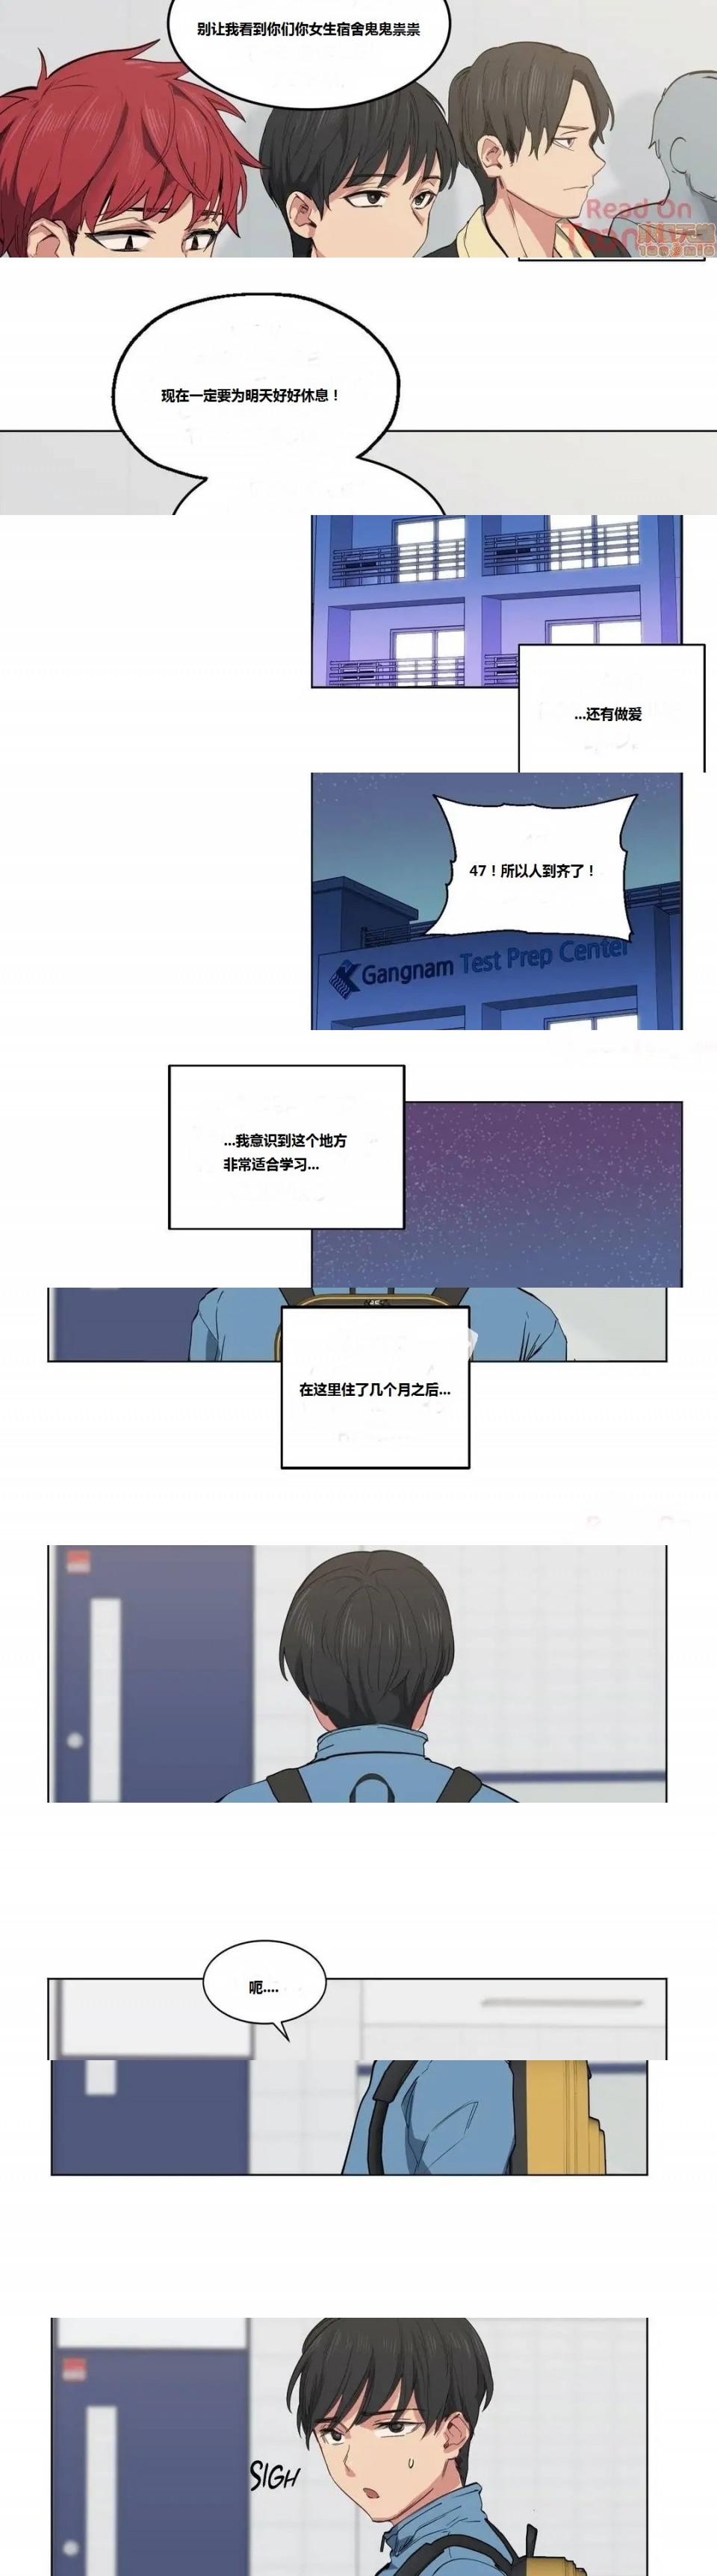 别让我看到你们你女生宿舍鬼鬼祟祟
Read On
现在一定要为明天好好休息！
...还有做爱
47！所以人到齐了！
Gangnam Test Prep Center
...我意识到这个地方
非常适合学习...
在这里住了几个月之后...
呃....
SIGH